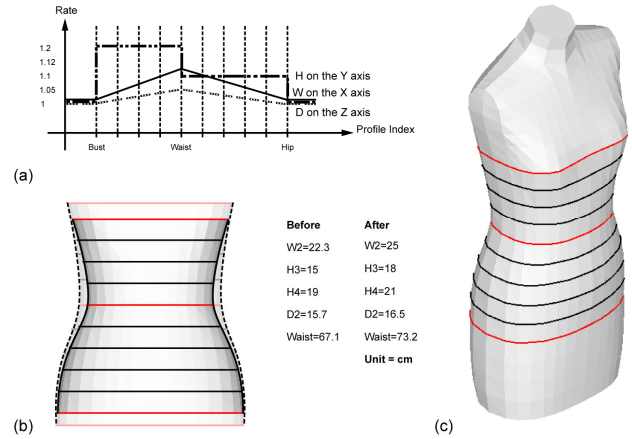 Rate
1.2
1.12
1.1
1.05
1
H on the Y axis
W on the X axis
D on the Z axis
Profile Index
Bust
Waist
Hip
(a)
Before After
W2=22.3 W2=25
H3=15 H3=18
H4=19 H4=21
D2=15.7 D2=16.5
Waist=67.1 Waist=73.2
Unit = cm
(b)
(c)